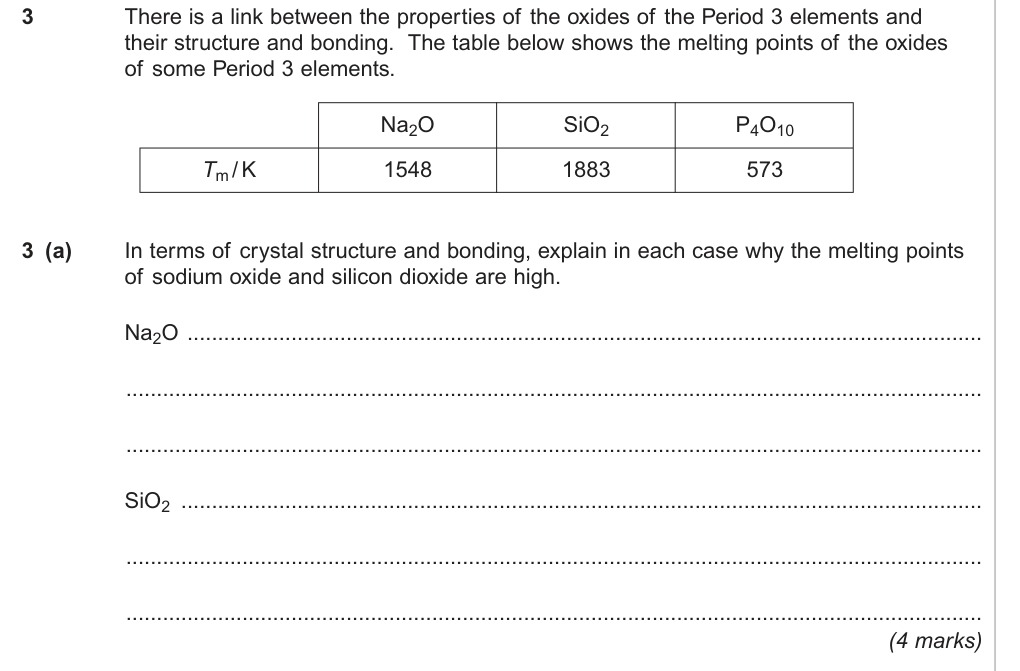 3 There is a link between the properties of the oxides of the Period 3 elements and
their structure and bonding. The table below shows the melting points of the oxides
of some Period 3 elements.
Na₂O SiO₂ P₄O₁₀
Tₘ/K 1548 1883 573
3 (a) In terms of crystal structure and bonding, explain in each case why the melting points
of sodium oxide and silicon dioxide are high.
Na₂O ....................................................................................................................................
..............................................................................................................................................
..............................................................................................................................................
SiO₂ .....................................................................................................................................
..............................................................................................................................................
..............................................................................................................................................
(4 marks)